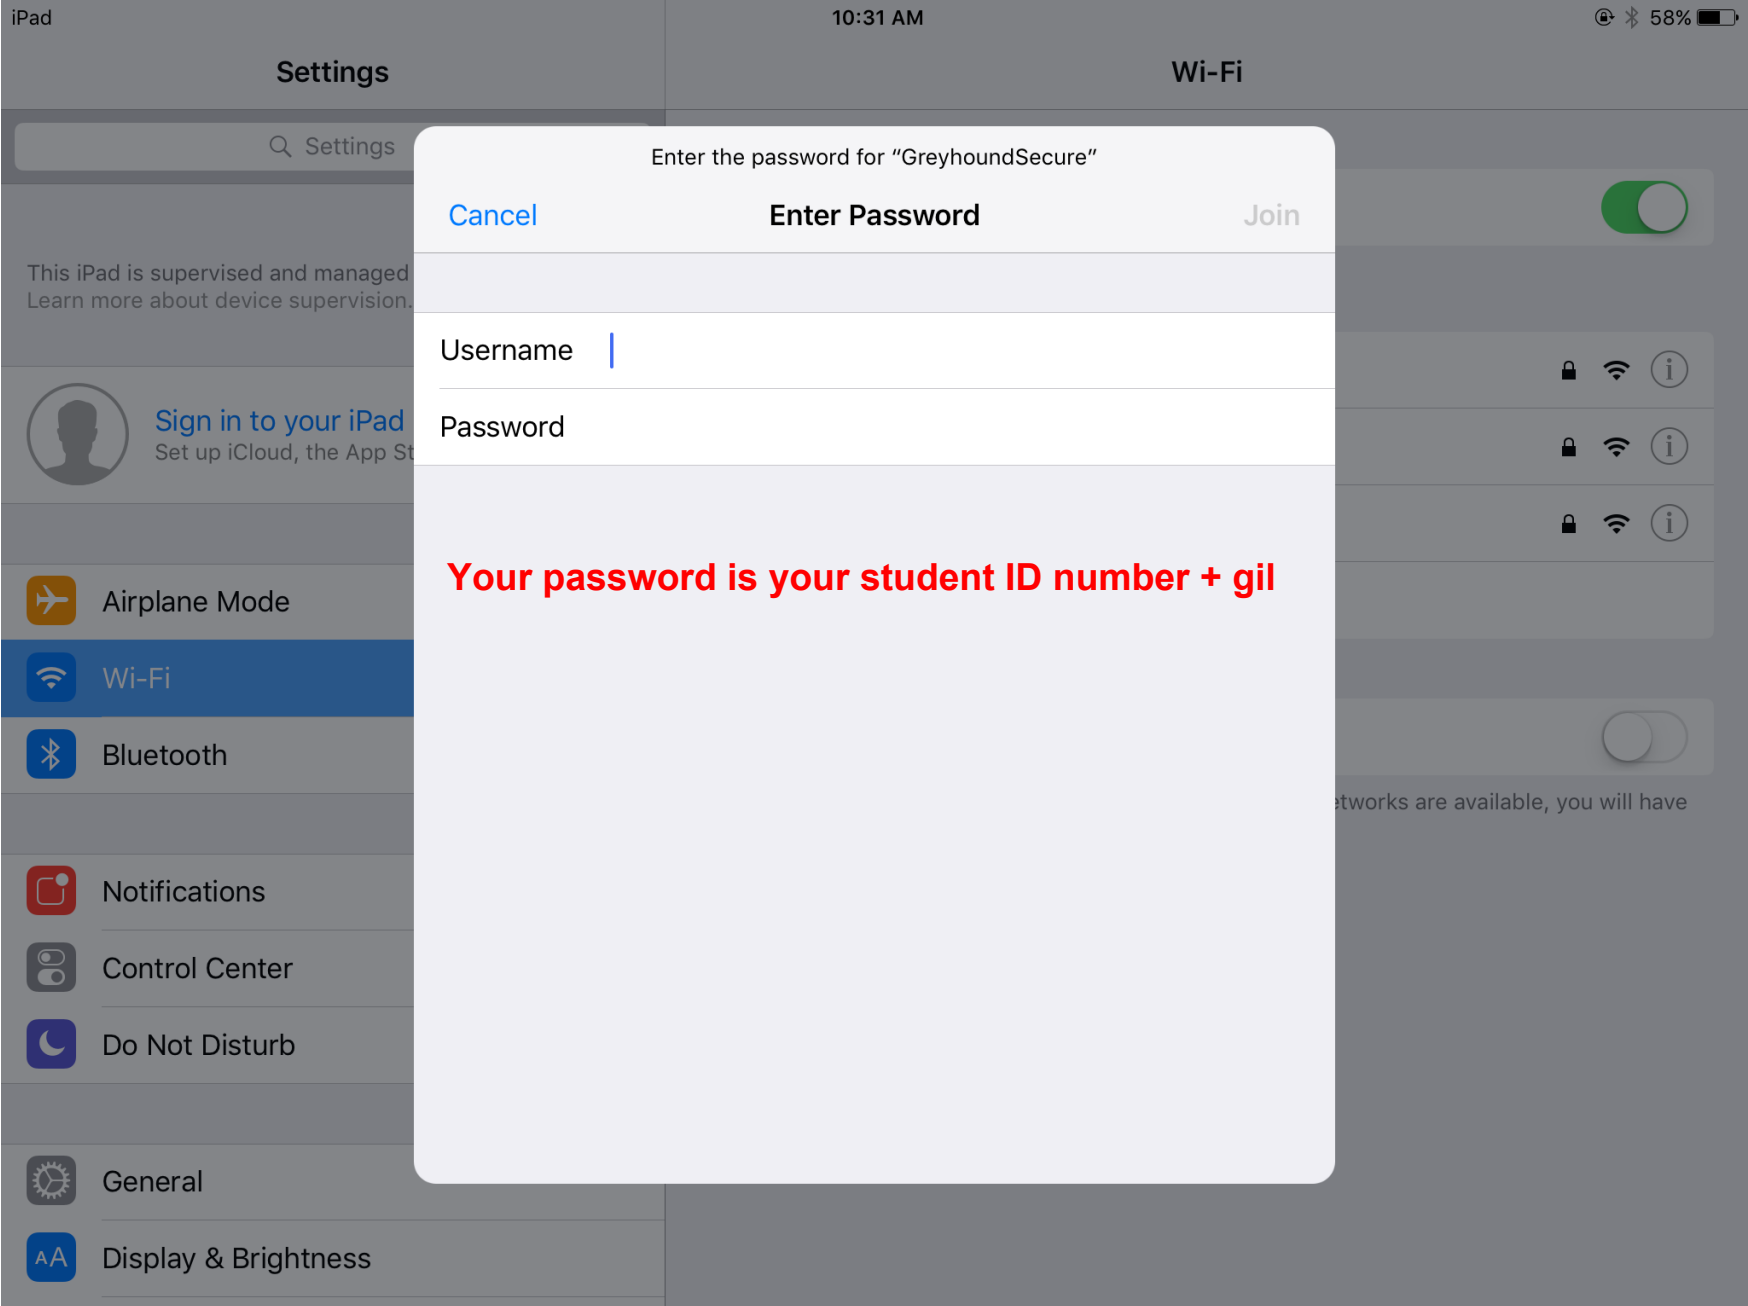 iPad
10:31 AM
58%
Settings
Wi-Fi
Settings
Enter the password for “GreyhoundSecure”
Cancel
Enter Password
Join
This iPad is supervised and managed
Learn more about device supervision.
Username
Password
Sign in to your iPad
Set up iCloud, the App St
Your password is your student ID number + gil
Airplane Mode
Wi-Fi
Bluetooth
etworks are available, you will have
Notifications
Control Center
Do Not Disturb
General
AA Display & Brightness